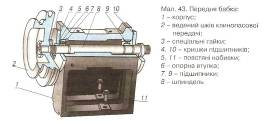 Мал. 43. Передня бабка:
1 – корпус;
2 – ведений шків клинопасової
передачі;
3 – спеціальні гайки;
4, 10 – кришки підшипників;
5, 11 – повстяні набивки;
6 – опорна втулка;
7, 9 – підшипники;
8 – шпиндель
3 4 5 6 7 8 9 10
2
1
11